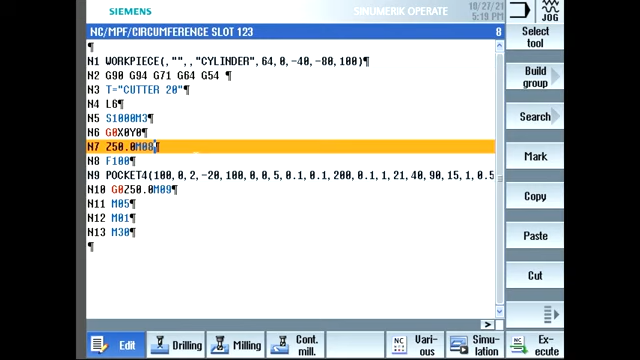 SIEMENS
SINUMERIK OPERATE
10/27/21
5:19 PM
JOG
NC/MPF/CIRCUMFERENCE SLOT 123
8
¶
N1 WORKPIECE(,"",,"CYLINDER",64,0,-40,-80,100)¶
N2 G90 G94 G71 G64 G54 ¶
N3 T="CUTTER 20"¶
N4 L6¶
N5 S1000M3¶
N6 G0X0Y0¶
N7 Z50.0M08¶
N8 F100¶
N9 POCKET4(100,0,2,-20,100,0,0,5,0.1,0.1,200,0.1,1,21,40,90,15,1,0.5
N10 G0Z50.0M09¶
N11 M05¶
N12 M01¶
N13 M30¶
¶
Select
tool
Build
group
Search
Mark
Copy
Paste
Cut
Edit
Drilling
Milling
Cont.
mill.
NC
Vari-
ous
Simu-
lation
NC
Ex-
ecute